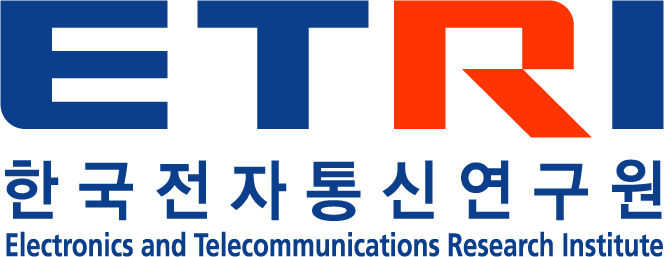 ETRI
한국전자통신연구원
Electronics and Telecommunications Research Institute